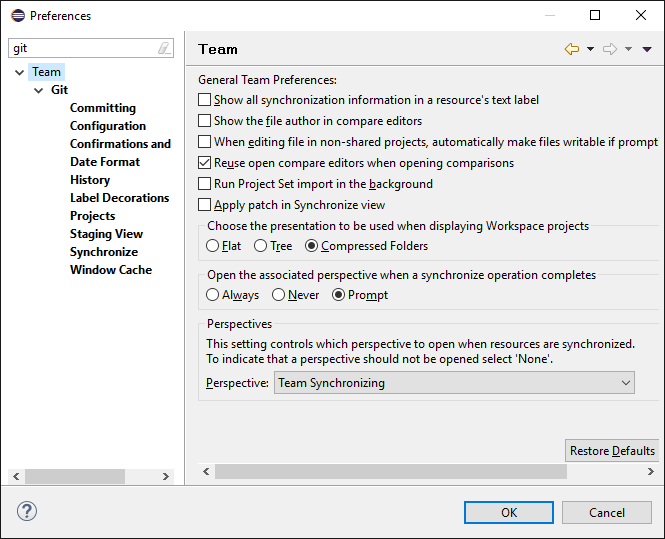 Preferences
git
Team
Git
Committing
Configuration
Confirmations and
Date Format
History
Label Decorations
Projects
Staging View
Synchronize
Window Cache
Team
General Team Preferences:
Show all synchronization information in a resource's text label
Show the file author in compare editors
When editing file in non-shared projects, automatically make files writable if prompt
Reuse open compare editors when opening comparisons
Run Project Set import in the background
Apply patch in Synchronize view
Choose the presentation to be used when displaying Workspace projects
Flat Tree Compressed Folders
Open the associated perspective when a synchronize operation completes
Always Never Prompt
Perspectives
This setting controls which perspective to open when resources are synchronized.
To indicate that a perspective should not be opened select 'None'.
Perspective: Team Synchronizing
Restore Defaults
? OK Cancel